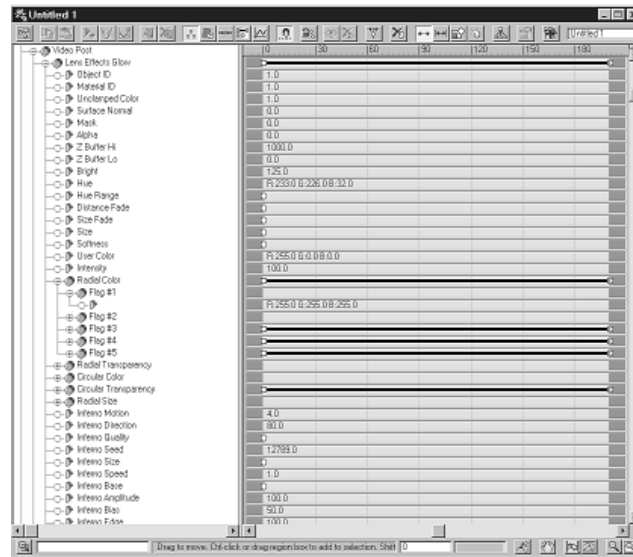 Untitled 1
Untitled 1
Video Post
0 30 60 90 120 150 180
Lens Effects Glow
Object ID 1.0
Material ID 1.0
Unclamped Color 1.0
Surface Normal 0.0
Mask 0.0
Alpha 0.0
Z Buffer Hi 1000.0
Z Buffer Lo 0.0
Bright 125.0
Hue R:233.0 G:226.0 B:32.0
Hue Range
Distance Fade
Size Fade
Size
Softness
User Color R:255.0 G:0.0 B:0.0
Intensity 100.0
Radial Color
Flag #1
R:255.0 G:255.0 B:255.0
Flag #2
Flag #3
Flag #4
Flag #5
Radial Transparency
Circular Color
Circular Transparency
Radial Size
Inferno Motion 4.0
Inferno Direction 80.0
Inferno Quality
Inferno Seed 12789.0
Inferno Size
Inferno Speed 1.0
Inferno Base
Inferno Amplitude 100.0
Inferno Bias 50.0
Inferno Edge 100.0
Drag to move. Ctrl-click or drag region box to add to selection. Shift 0